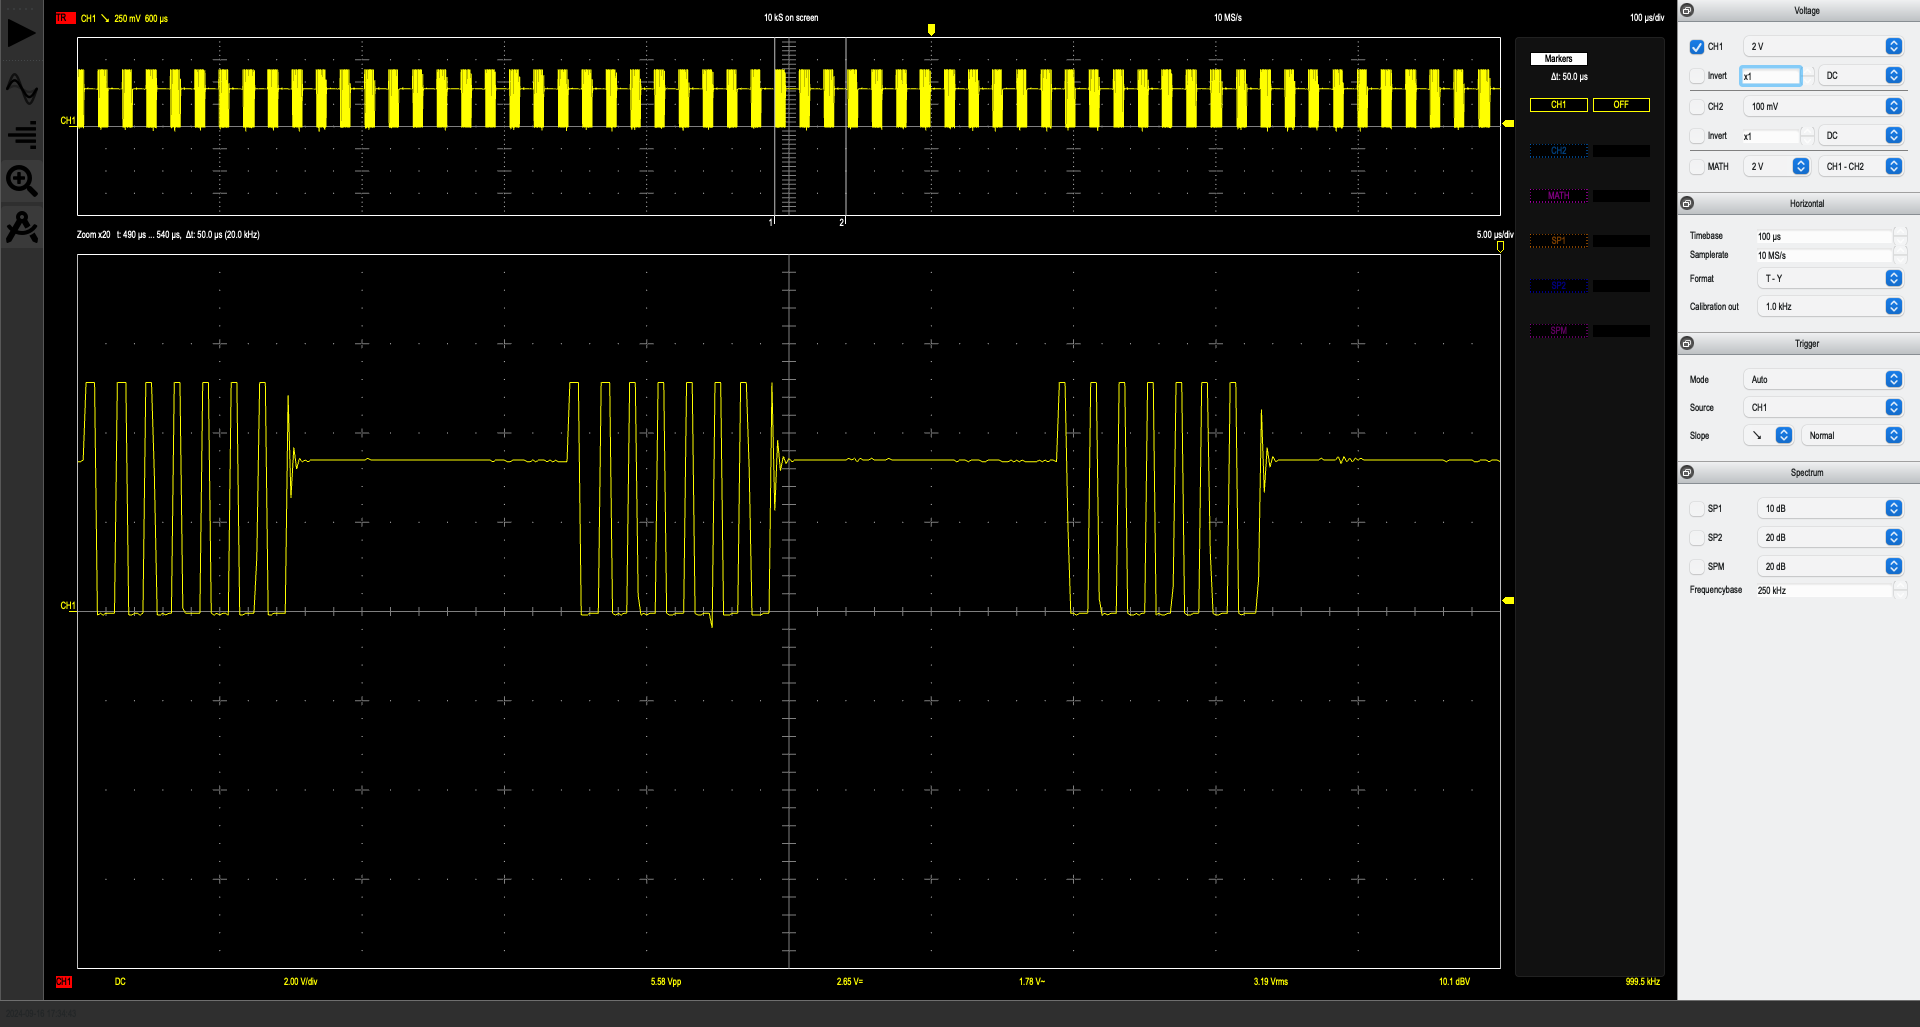 TR CH1 ↘ 250 mV 600 µs 10 kS on screen 10 MS/s 100 µs/div
CH1
1 2
Zoom x20 t: 490 µs ... 540 µs, Δt: 50.0 µs (20.0 kHz) 5.00 µs/div
CH1
CH1 DC 2.00 V/div 5.58 Vpp 2.65 V= 1.78 V~ 3.19 Vrms 10.1 dBV 999.5 kHz
Markers
Δt: 50.0 µs
CH1 OFF
CH2
MATH
SP1
SP2
SPM
Voltage
CH1 2 V
Invert x1 DC
CH2 100 mV
Invert x1 DC
MATH 2 V CH1 - CH2
Horizontal
Timebase 100 µs
Samplerate 10 MS/s
Format T - Y
Calibration out 1.0 kHz
Trigger
Mode Auto
Source CH1
Slope ↘ Normal
Spectrum
SP1 10 dB
SP2 20 dB
SPM 20 dB
Frequencybase 250 kHz